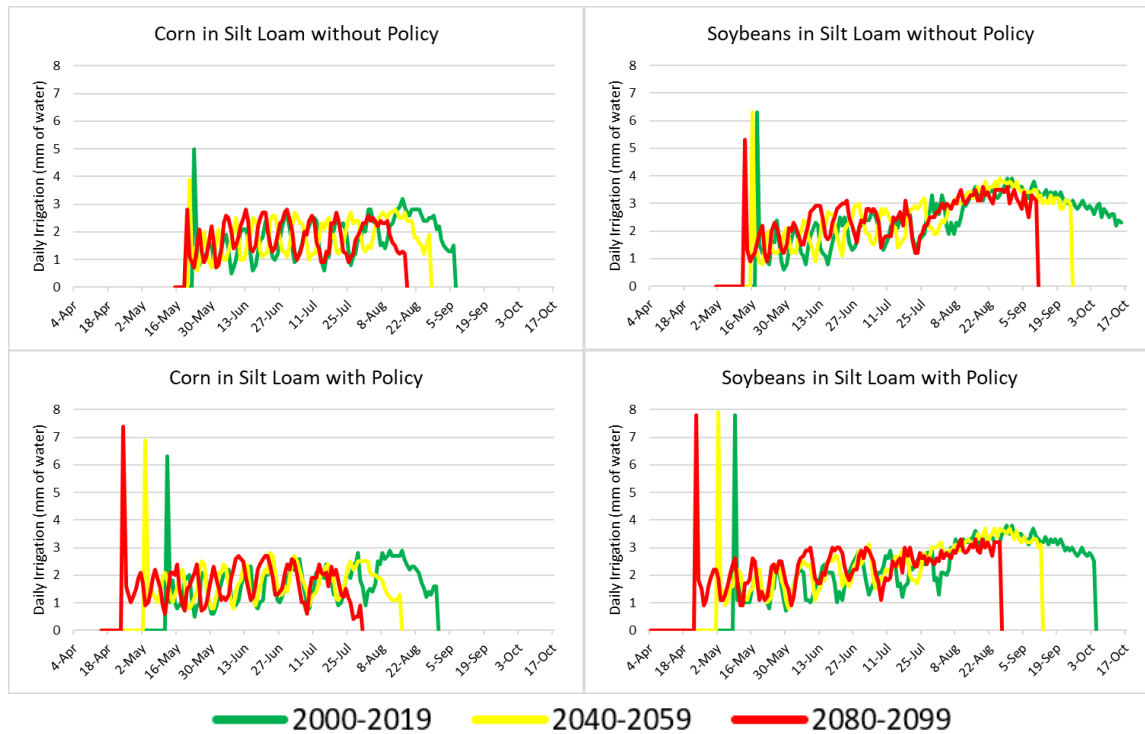 Corn in Silt Loam without Policy
Daily Irrigation (mm of water)
8
7
6
5
4
3
2
1
0
4-Apr 18-Apr 2-May 16-May 30-May 13-Jun 27-Jun 11-Jul 25-Jul 8-Aug 22-Aug 5-Sep 19-Sep 3-Oct 17-Oct
Soybeans in Silt Loam without Policy
Daily Irrigation (mm of water)
8
7
6
5
4
3
2
1
0
4-Apr 18-Apr 2-May 16-May 30-May 13-Jun 27-Jun 11-Jul 25-Jul 8-Aug 22-Aug 5-Sep 19-Sep 3-Oct 17-Oct
Corn in Silt Loam with Policy
Daily Irrigation (mm of water)
8
7
6
5
4
3
2
1
0
4-Apr 18-Apr 2-May 16-May 30-May 13-Jun 27-Jun 11-Jul 25-Jul 8-Aug 22-Aug 5-Sep 19-Sep 3-Oct 17-Oct
Soybeans in Silt Loam with Policy
Daily Irrigation (mm of water)
8
7
6
5
4
3
2
1
0
4-Apr 18-Apr 2-May 16-May 30-May 13-Jun 27-Jun 11-Jul 25-Jul 8-Aug 22-Aug 5-Sep 19-Sep 3-Oct 17-Oct
2000-2019 2040-2059 2080-2099